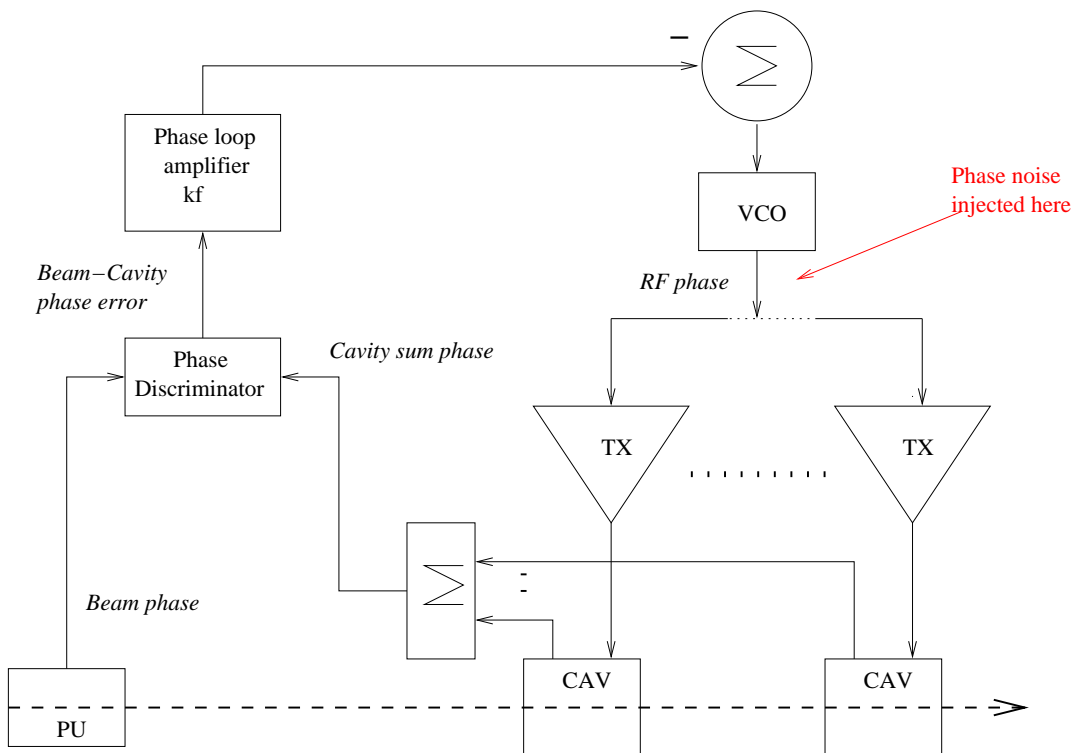 −
Σ
Phase loop
amplifier
kf
VCO
Phase noise
injected here
Beam−Cavity
phase error
RF phase
Phase
Discriminator
Cavity sum phase
TX
TX
Σ
Beam phase
CAV
CAV
PU